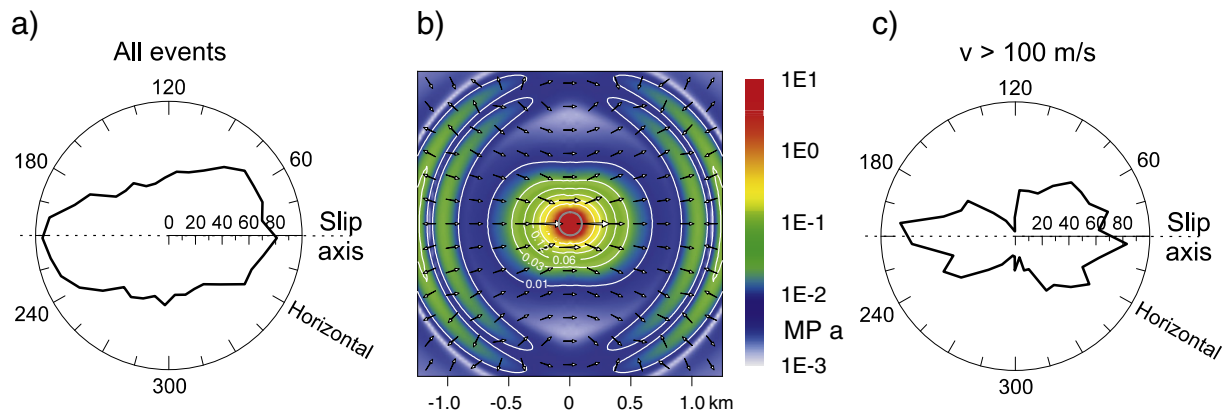 a)
All events
120
60
180
0 20 40 60 80
Slip
axis
240
Horizontal
300
b)
0.1
0.06
0.03
0.01
-1.0 -0.5 0 0.5 1.0 km
1E1
1E0
1E-1
1E-2
MP a
1E-3
c)
v > 100 m/s
120
60
180
20 40 60 80
Slip
axis
240
Horizontal
300